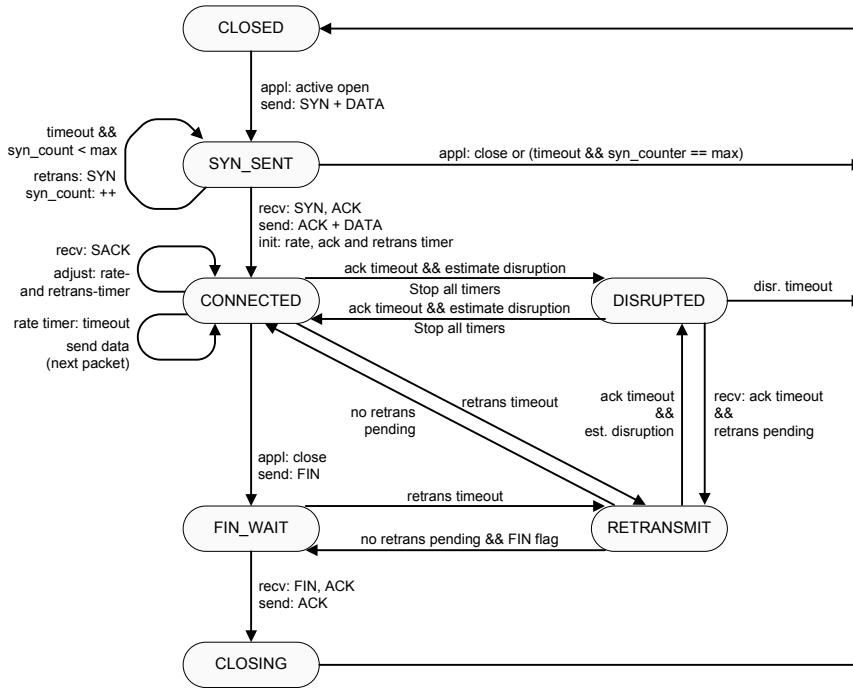 CLOSED
appl: active open
send: SYN + DATA
timeout &&
syn_count < max
retrans: SYN
syn_count: ++
SYN_SENT
appl: close or (timeout && syn_counter == max)
recv: SYN, ACK
send: ACK + DATA
init: rate, ack and retrans timer
recv: SACK
adjust: rate-
and retrans-timer
CONNECTED
ack timeout && estimate disruption
Stop all timers
ack timeout && estimate disruption
Stop all timers
DISRUPTED
disr. timeout
rate timer: timeout
send data
(next packet)
retrans timeout
no retrans
pending
ack timeout
&&
est. disruption
recv: ack timeout
&&
retrans pending
appl: close
send: FIN
FIN_WAIT
retrans timeout
no retrans pending && FIN flag
RETRANSMIT
recv: FIN, ACK
send: ACK
CLOSING